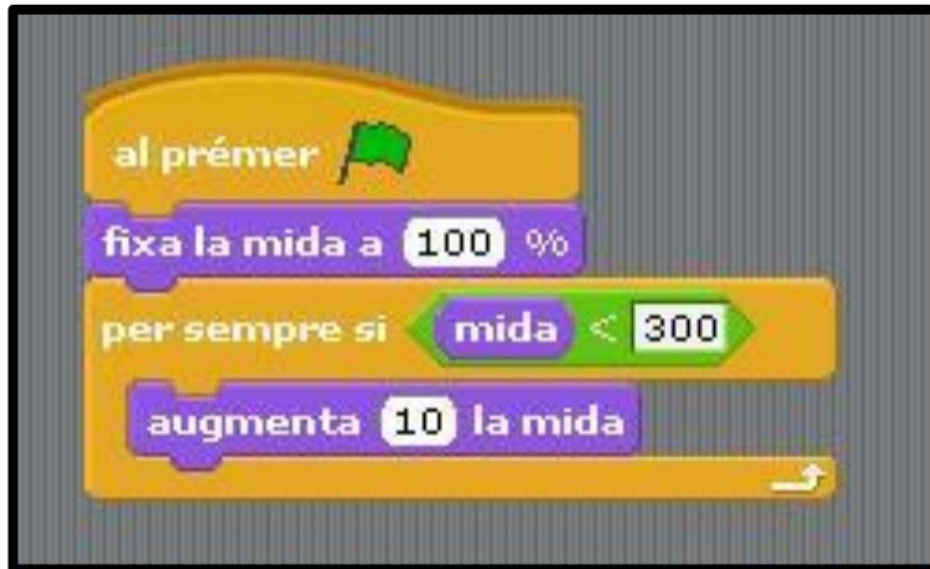 al prémer
fixa la mida a 100 %
per sempre si mida < 300
augmenta 10 la mida